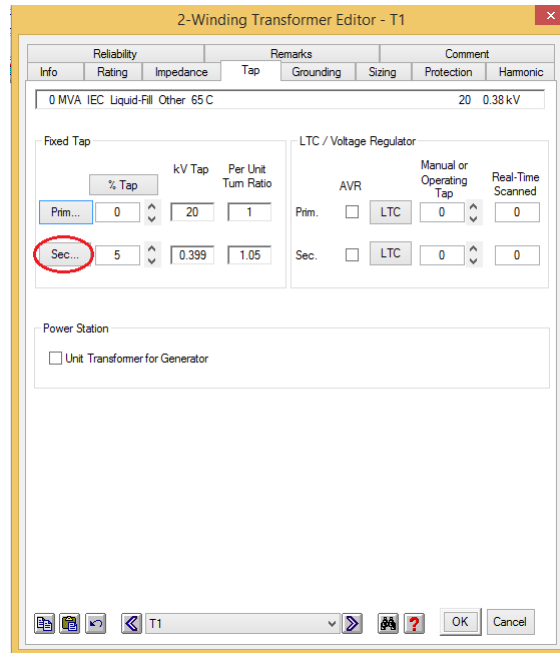 2-Winding Transformer Editor - T1
Reliability Remarks Comment
Info Rating Impedance Tap Grounding Sizing Protection Harmonic
0 MVA IEC Liquid-Fill Other 65 C 20 0.38 kV
Fixed Tap
% Tap
kV Tap
Per Unit
Turn Ratio
Prim... 0 20 1
Sec... 5 0.399 1.05
LTC / Voltage Regulator
AVR
Manual or
Operating
Tap
Real-Time
Scanned
Prim. LTC 0 0
Sec. LTC 0 0
Power Station
Unit Transformer for Generator
T1
?
OK Cancel